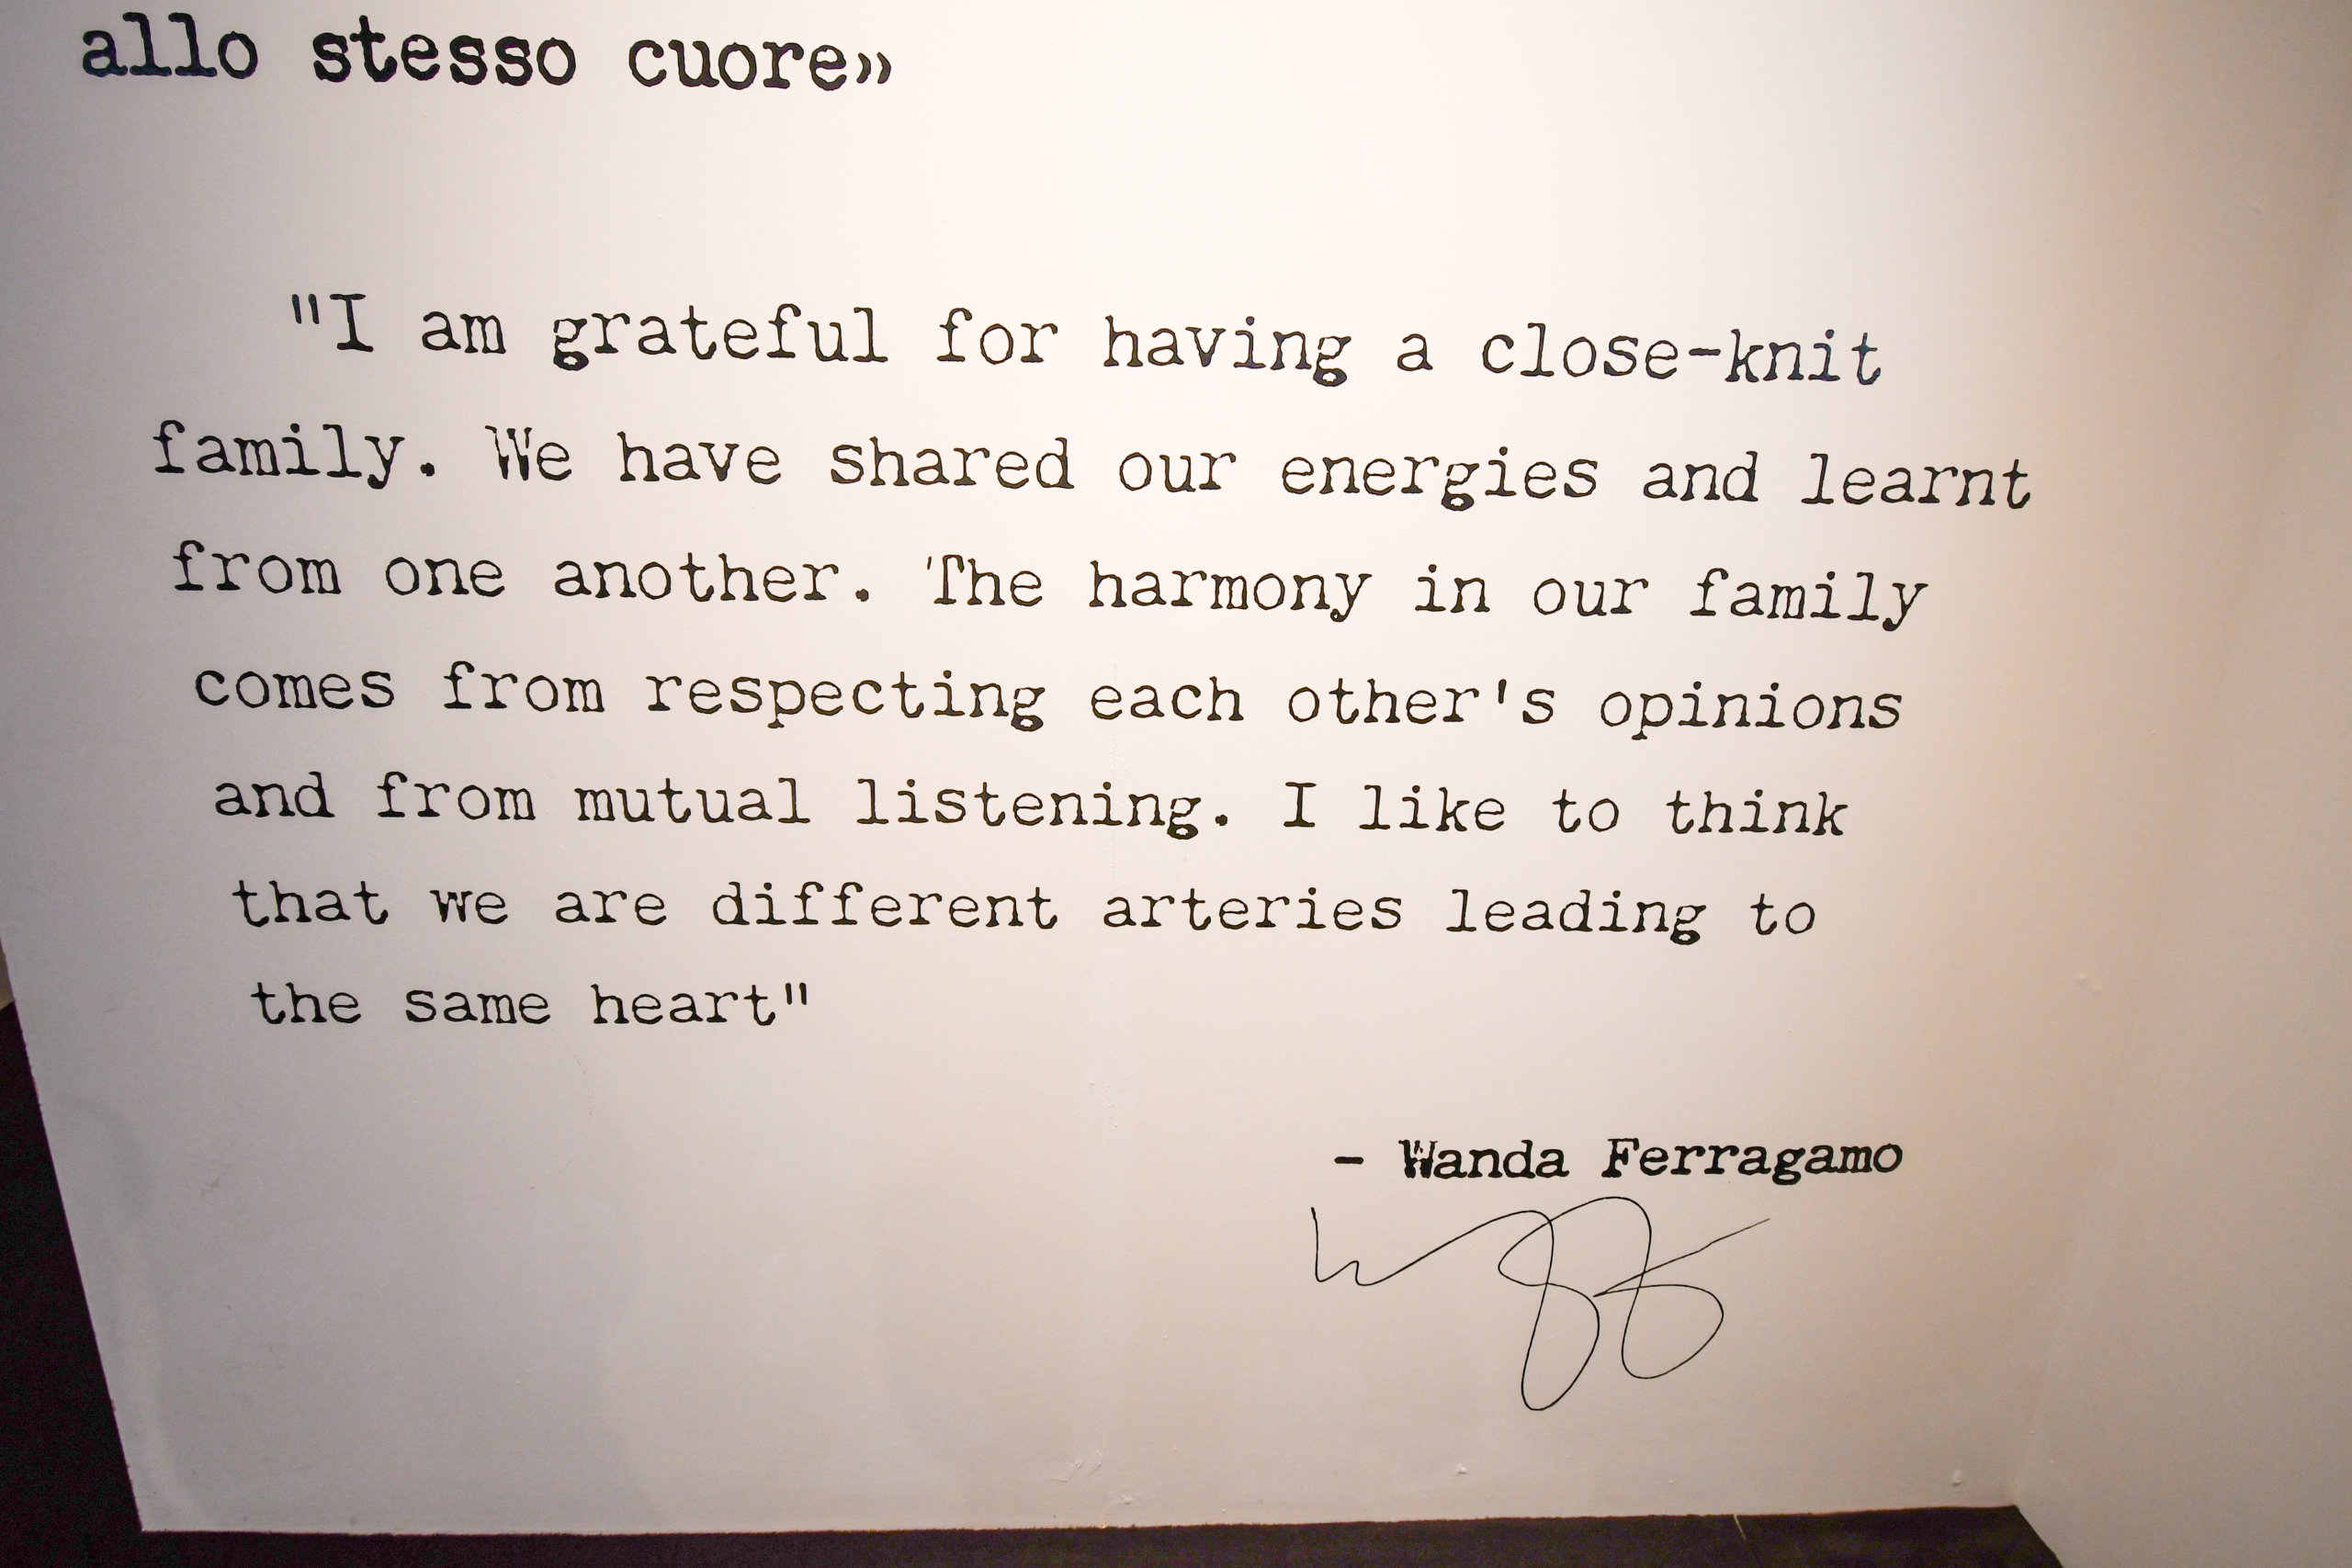 allo stesso cuore»
"I am grateful for having a close-knit
family. We have shared our energies and learnt
from one another. The harmony in our family
comes from respecting each other's opinions
and from mutual listening. I like to think
that we are different arteries leading to
the same heart"
- Wanda Ferragamo